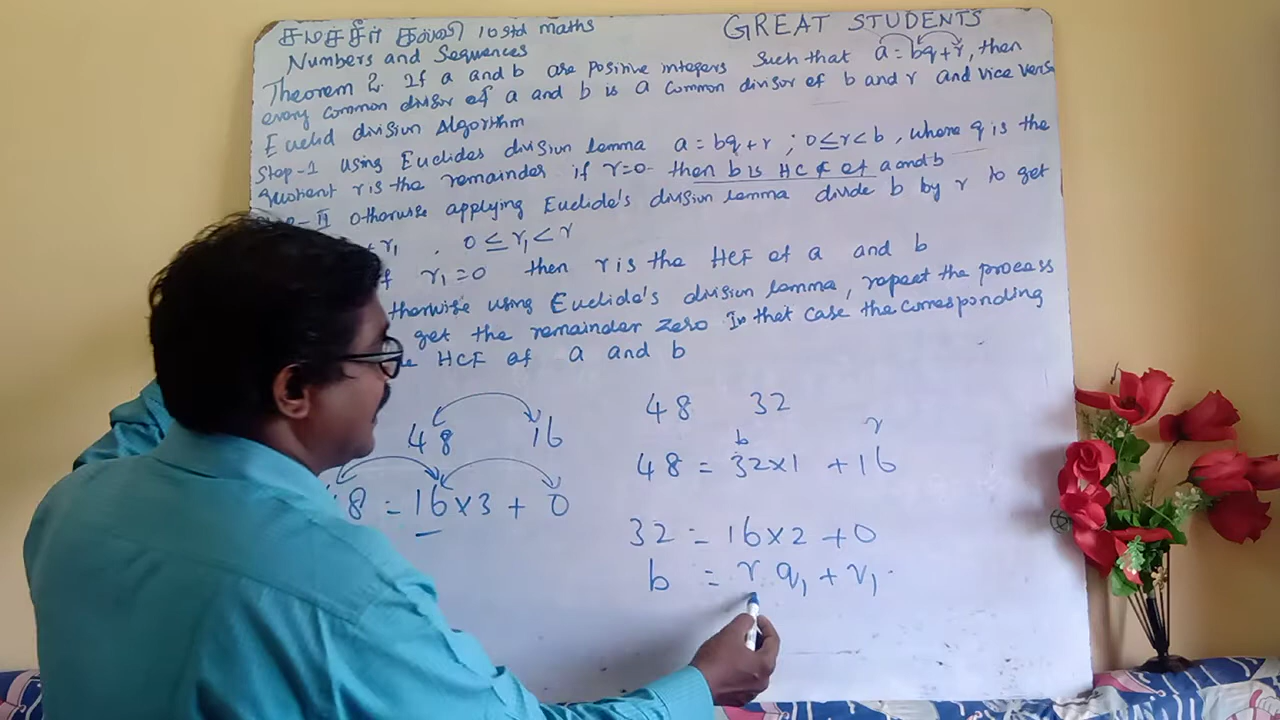 சமச்சீர் கல்வி 10 std maths
GREAT STUDENTS
Numbers and Sequences
Theorem 2. If a and b are positive integers such that a = bq + r, then
every common divisor of a and b is a common divisor of b and r and vice versa
Euclid division Algorithm
Step-1 using Euclides division lemma a = bq + r ; 0 ≤ r < b, where q is the
quotient r is the remainder if r=0 then b is HCF of a and b
II otherwise applying Euclide's division lemma divide b by r to get
r₁ . 0 ≤ r₁ < r
r₁ = 0 then r is the HCF of a and b
therwise using Euclide's division lemma, repeat the process
get the remainder zero In that case the corresponding
HCF of a and b
48 16
8 = 16 x 3 + 0
48 32
b r
48 = 32 x 1 + 16
32 = 16 x 2 + 0
b = r q₁ + r₁